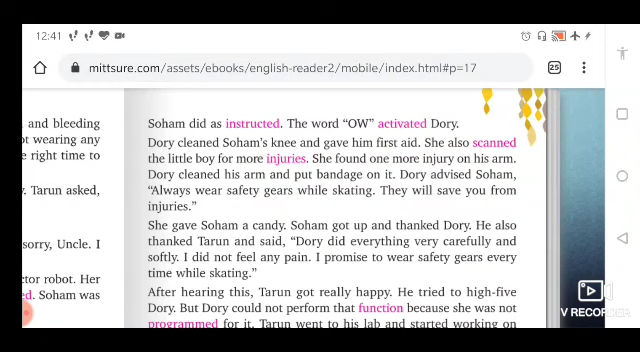 12:41
25
mittsure.com/assets/ebooks/english-reader2/mobile/index.html#p=17
and bleeding
ot wearing any
e right time to
. Tarun asked,
sorry, Uncle. I
ctor robot. Her
ed. Soham was
Soham did as instructed. The word “OW” activated Dory.
Dory cleaned Soham’s knee and gave him first aid. She also scanned
the little boy for more injuries. She found one more injury on his arm.
Dory cleaned his arm and put bandage on it. Dory advised Soham,
“Always wear safety gears while skating. They will save you from
injuries.”
She gave Soham a candy. Soham got up and thanked Dory. He also
thanked Tarun and said, “Dory did everything very carefully and
softly. I did not feel any pain. I promise to wear safety gears every
time while skating.”
After hearing this, Tarun got really happy. He tried to high-five
Dory. But Dory could not perform that function because she was not
programmed for it. Tarun went to his lab and started working on
V RECORDER